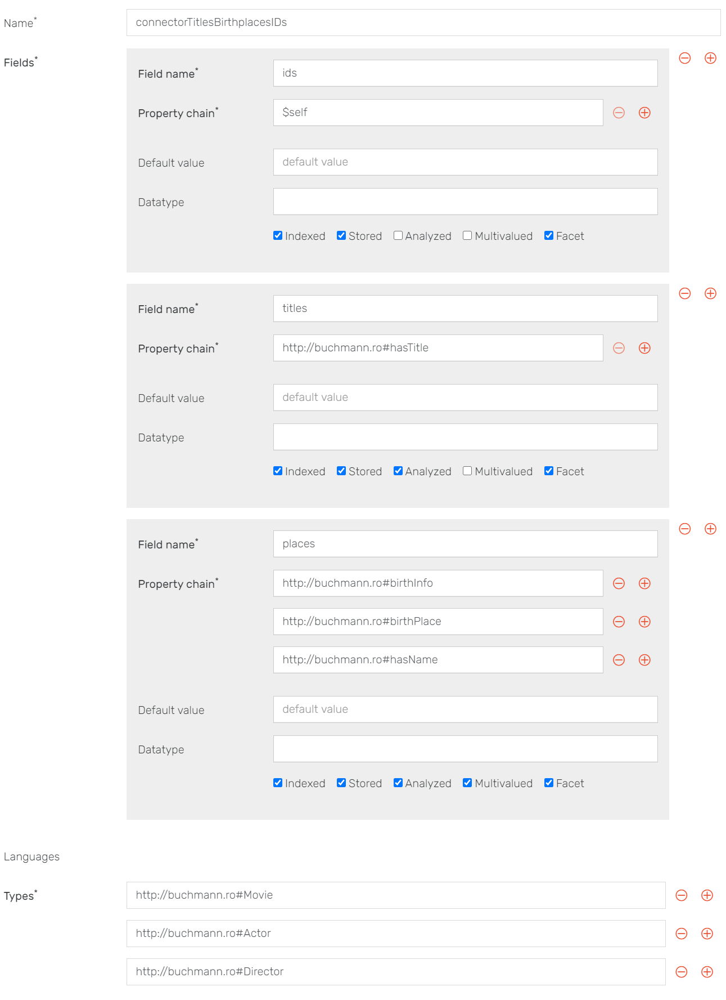 Name* connectorTitlesBirthplacesIDs
Fields*
Field name* ids
Property chain* $self
Default value default value
Datatype
Indexed Stored Analyzed Multivalued Facet
Field name* titles
Property chain* http://buchmann.ro#hasTitle
Default value default value
Datatype
Indexed Stored Analyzed Multivalued Facet
Field name* places
Property chain* http://buchmann.ro#birthInfo
http://buchmann.ro#birthPlace
http://buchmann.ro#hasName
Default value default value
Datatype
Indexed Stored Analyzed Multivalued Facet
Languages
Types* http://buchmann.ro#Movie
http://buchmann.ro#Actor
http://buchmann.ro#Director